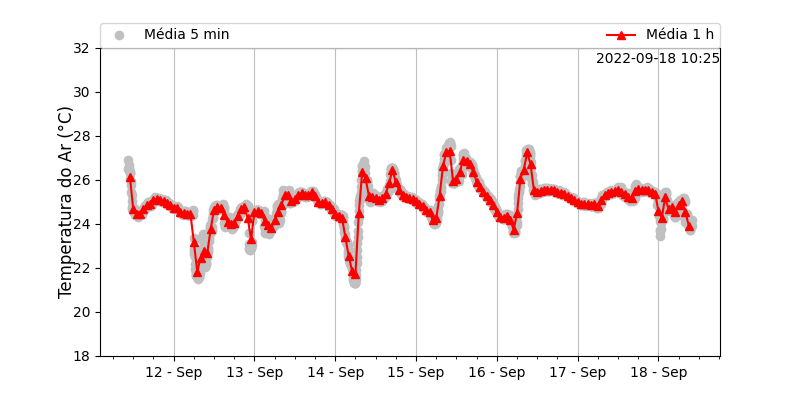 Média 5 min
Média 1 h
2022-09-18 10:25
Temperatura do Ar (°C)
32
30
28
26
24
22
20
18
12 - Sep
13 - Sep
14 - Sep
15 - Sep
16 - Sep
17 - Sep
18 - Sep